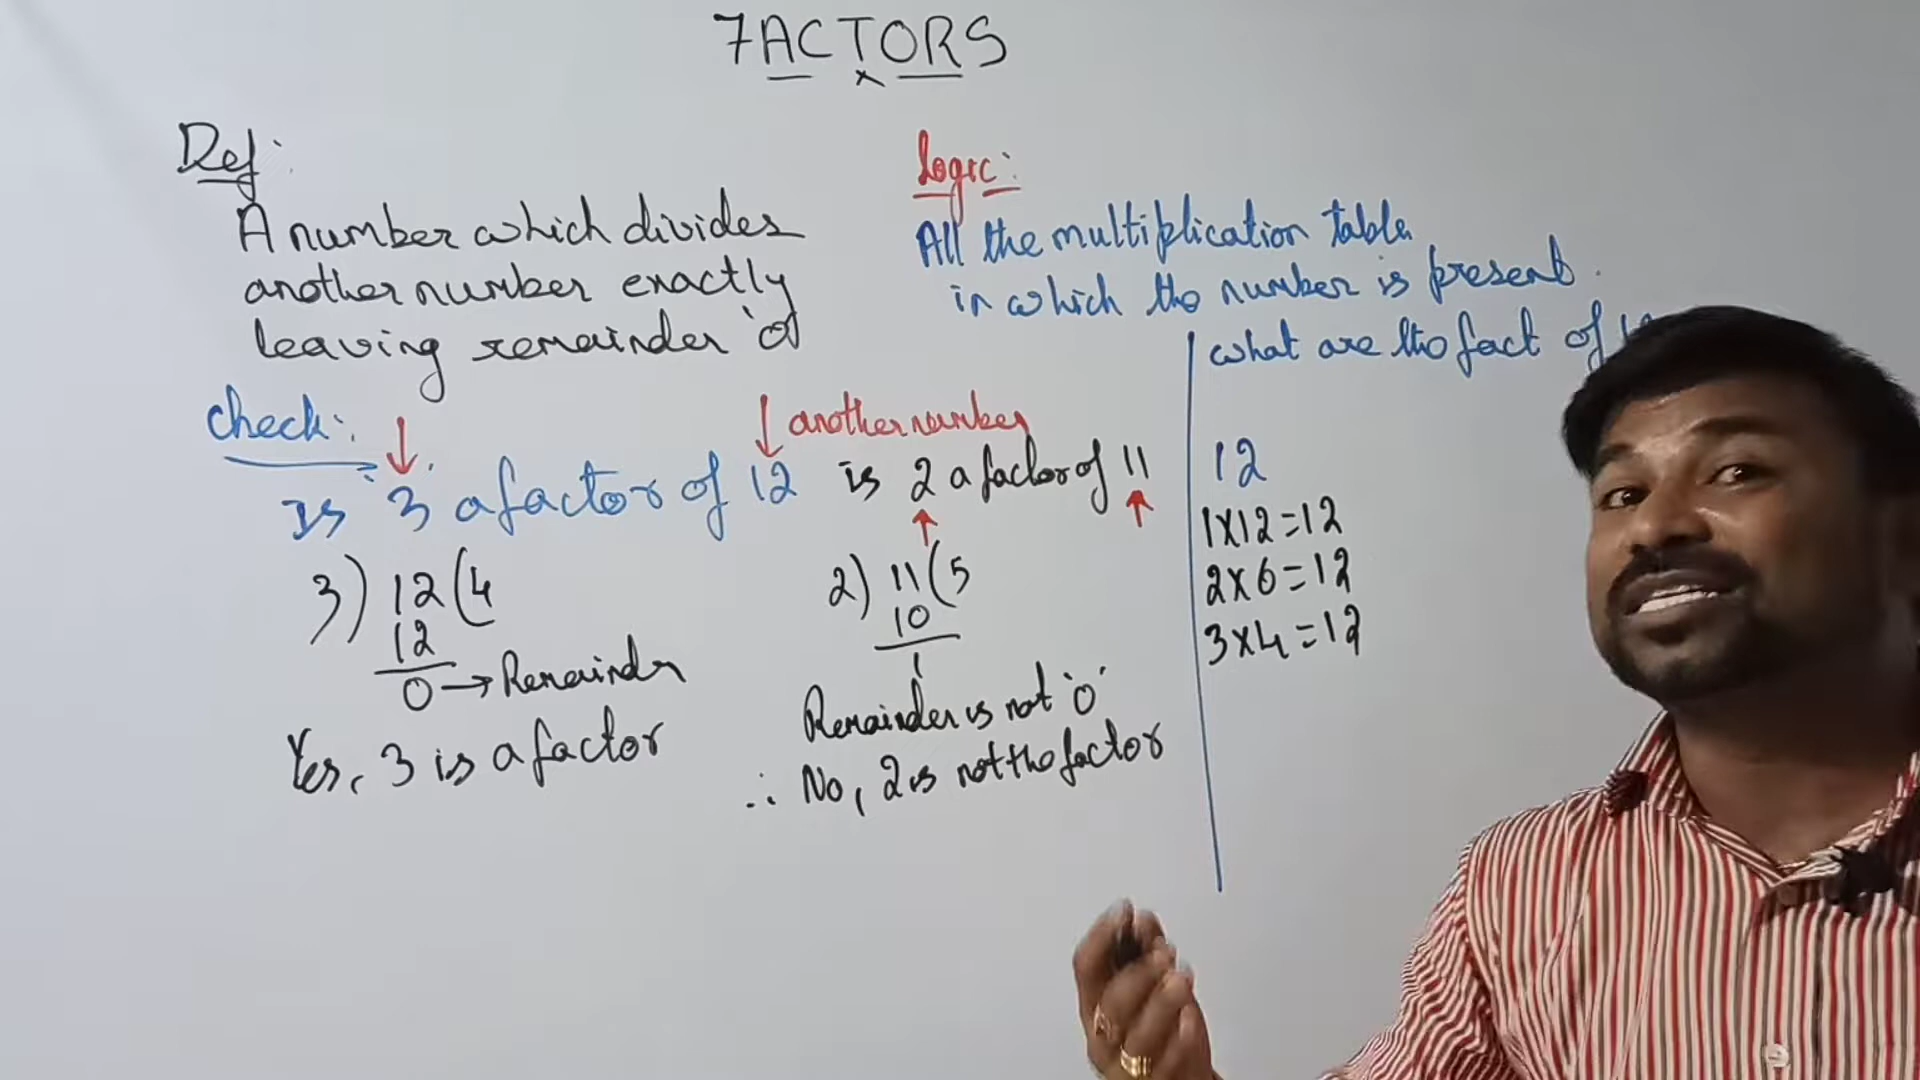 FACTORS
Def:
A number which divides
another number exactly
leaving remainder '0'
Logic:
All the multiplication table
in which the number is present.
check:
another number
Is 3 a factor of 12
3) 12 (4
12
0 → Remainder
Yes, 3 is a factor
is 2 a factor of 11
2) 11 (5
10
1
Remainder is not '0'
∴ No, 2 is not the factor
what are the fact of
12
1×12=12
2×6=12
3×4=12